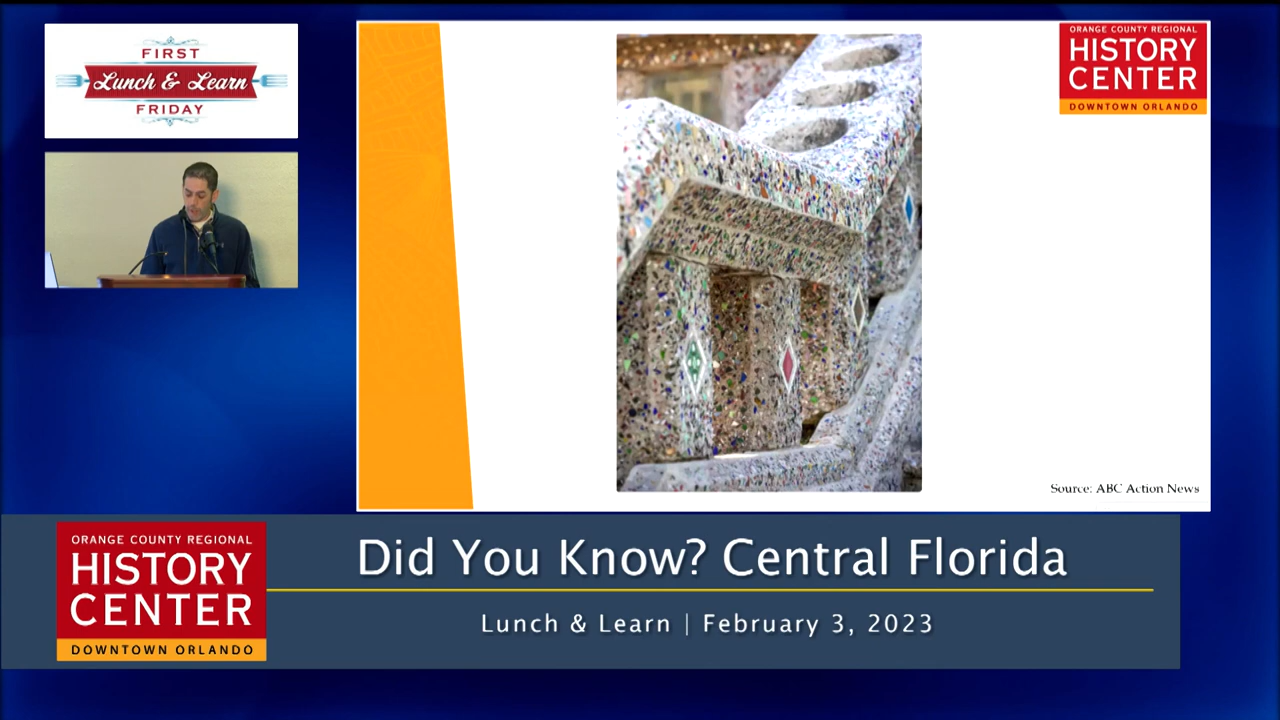 FIRST
Lunch & Learn
FRIDAY
ORANGE COUNTY REGIONAL
HISTORY
CENTER
DOWNTOWN ORLANDO
Source: ABC Action News
ORANGE COUNTY REGIONAL
HISTORY
CENTER
DOWNTOWN ORLANDO
Did You Know? Central Florida
Lunch & Learn | February 3, 2023